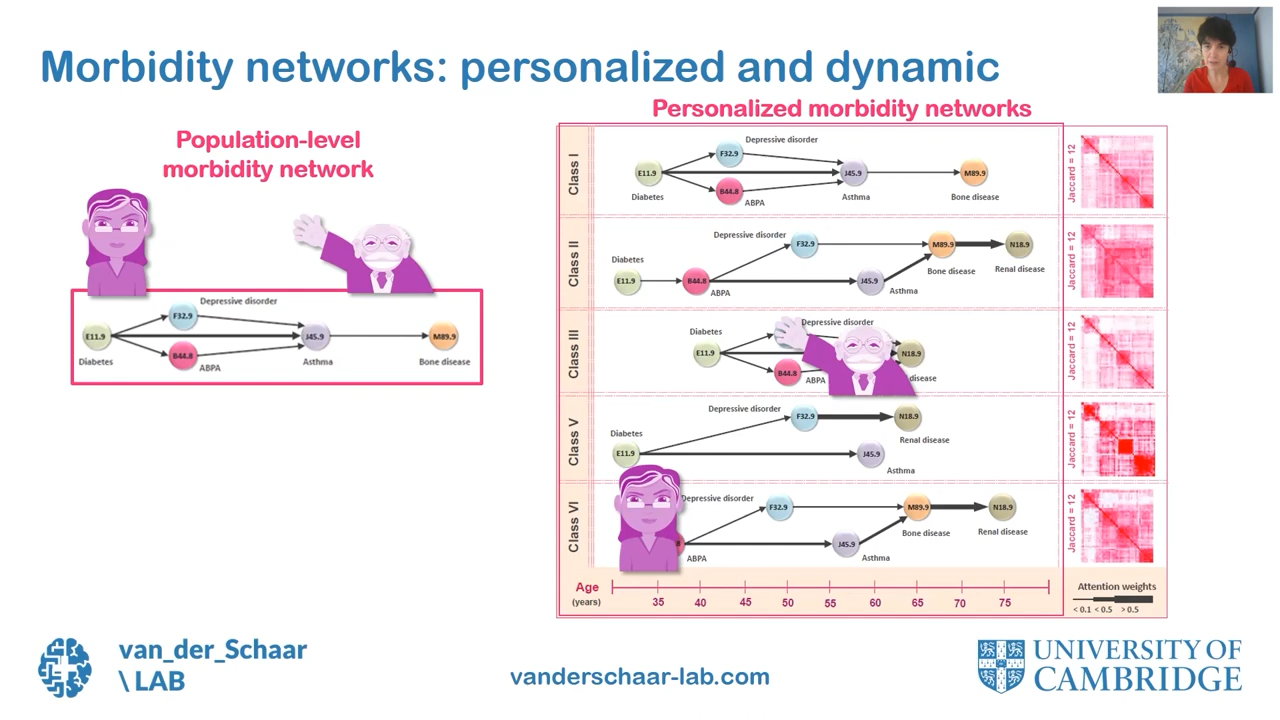 Morbidity networks: personalized and dynamic
Population-level
morbidity network
Depressive disorder
F32.9
E11.9
J45.9
M89.9
Diabetes
B44.8
ABPA
Asthma
Bone disease
Personalized morbidity networks
Class I
Depressive disorder
F32.9
E11.9
J45.9
M89.9
Diabetes
B44.8
ABPA
Asthma
Bone disease
Jaccard = 12
Class II
Depressive disorder
F32.9
M89.9
N18.9
Diabetes
Bone disease
Renal disease
E11.9
B44.8
ABPA
J45.9
Asthma
Jaccard = 12
Class III
Depressive disorder
Diabetes
E11.9
N18.9
B44.8
ABPA
disease
Jaccard = 12
Class V
Depressive disorder
F32.9
N18.9
Diabetes
Renal disease
E11.9
J45.9
Asthma
Jaccard = 12
Class VI
Depressive disorder
F32.9
M89.9
N18.9
Bone disease
Renal disease
8
ABPA
J45.9
Asthma
Jaccard = 12
Age
(years)
35 40 45 50 55 60 65 70 75
Attention weights
< 0.1 < 0.5 > 0.5
van_der_Schaar
\ LAB
vanderschaar-lab.com
UNIVERSITY OF
CAMBRIDGE